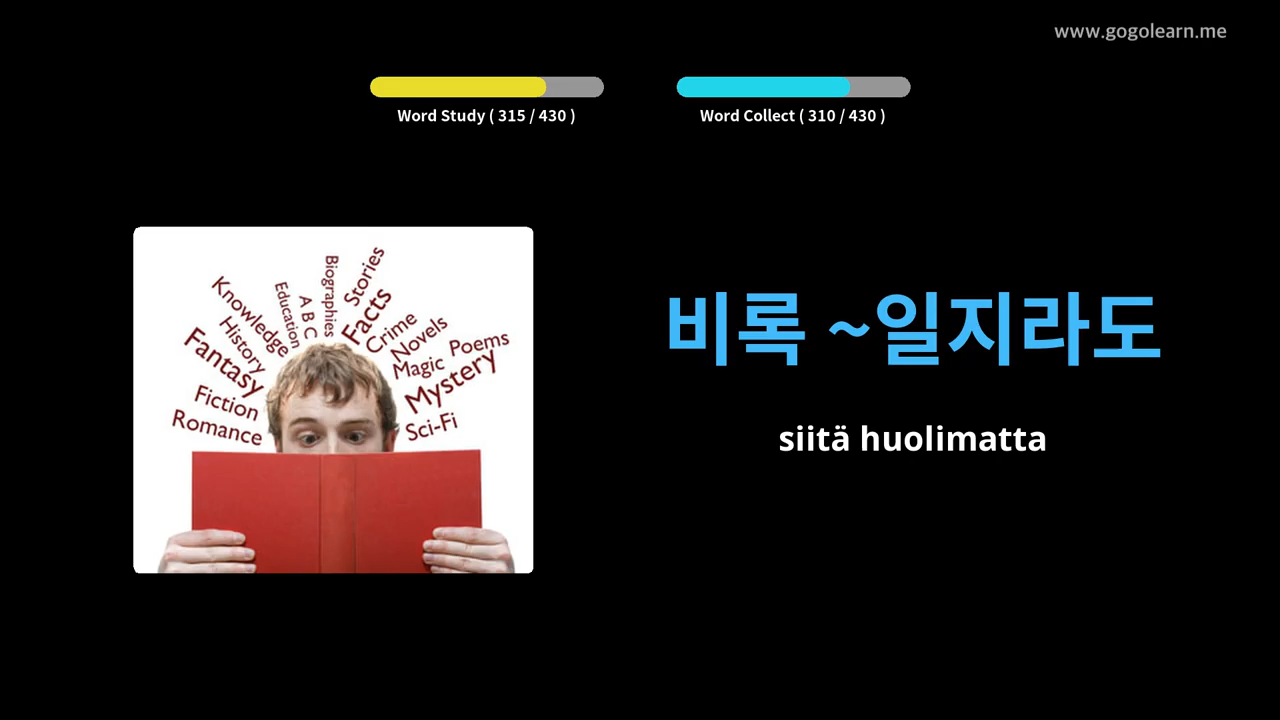 www.gogolearn.me
Word Study ( 315 / 430 )
Word Collect ( 310 / 430 )
Knowledge
Education
A B C
Biographies
Stories
History
Facts
Crime
Novels
Fantasy
Magic
Poems
Fiction
Mystery
Romance
Sci-Fi
비록 ~일지라도
siitä huolimatta